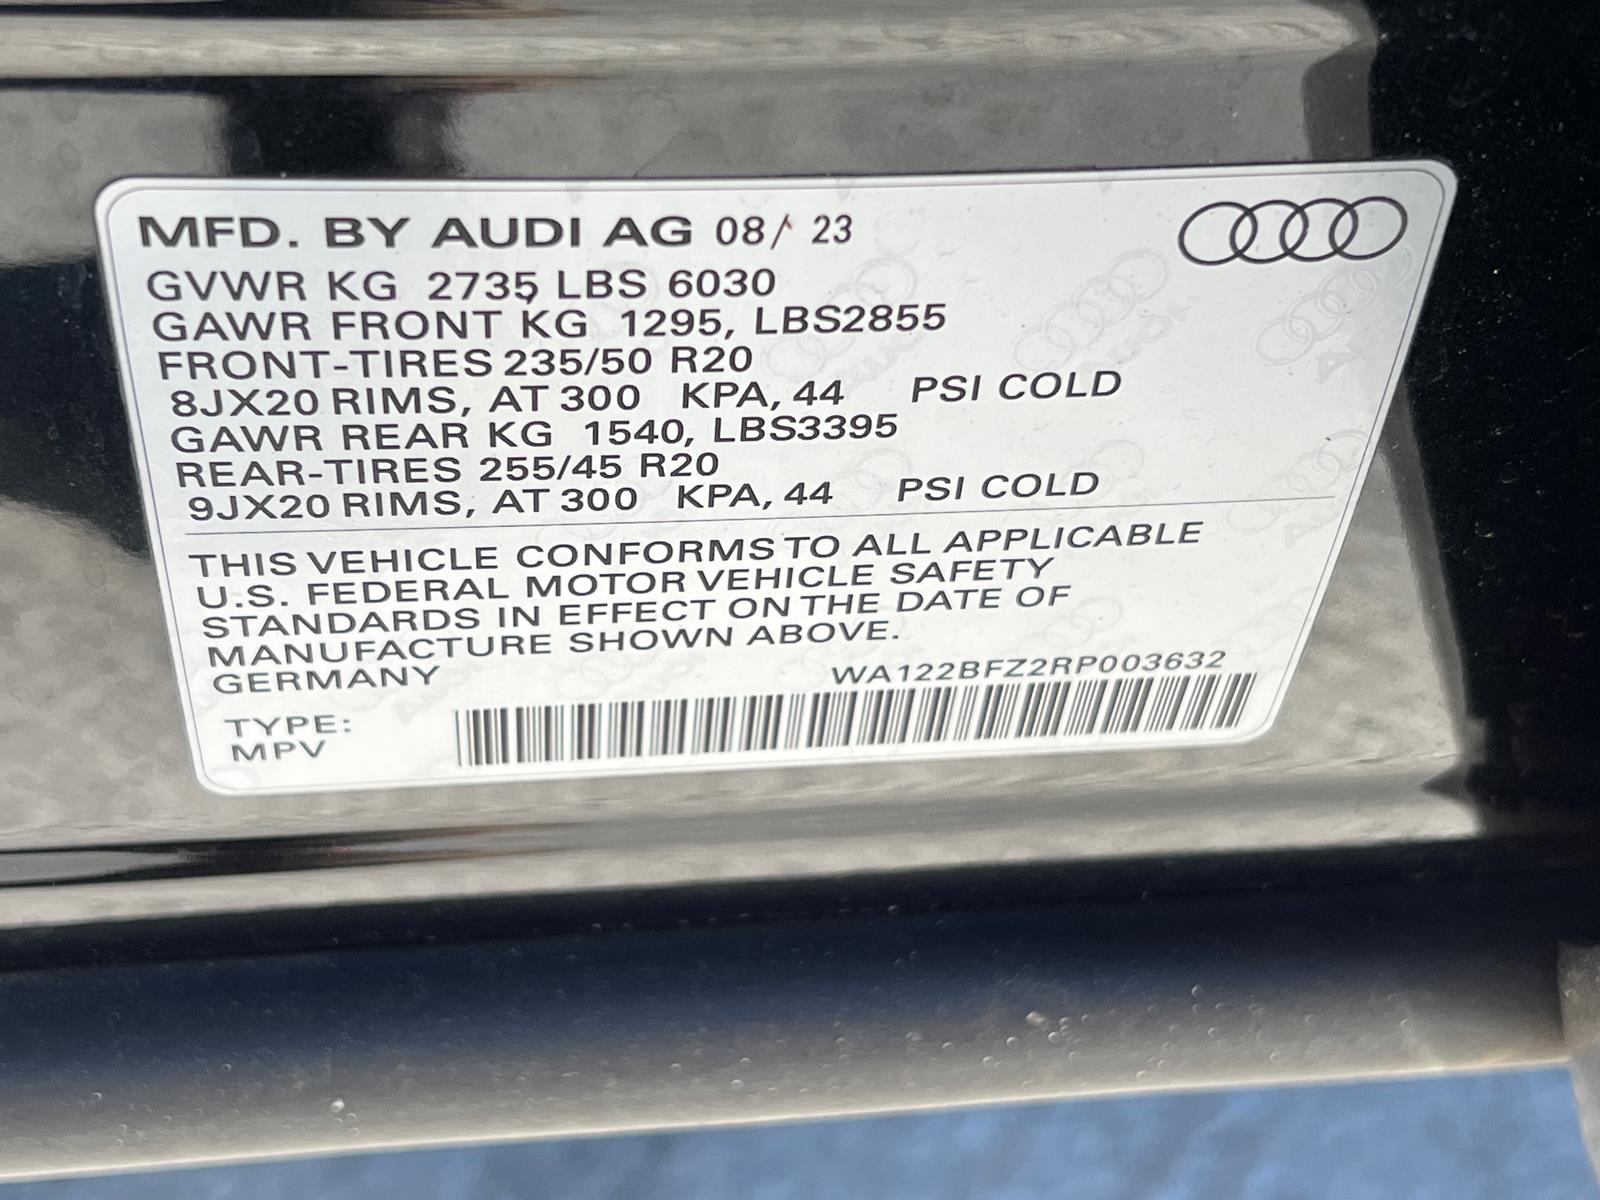 MFD. BY AUDI AG 08/ 23
GVWR KG 2735 LBS 6030
GAWR FRONT KG 1295, LBS2855
FRONT-TIRES 235/50 R20
8JX20 RIMS, AT 300 KPA, 44 PSI COLD
GAWR REAR KG 1540, LBS3395
REAR-TIRES 255/45 R20
9JX20 RIMS, AT 300 KPA, 44 PSI COLD
THIS VEHICLE CONFORMS TO ALL APPLICABLE
U.S. FEDERAL MOTOR VEHICLE SAFETY
STANDARDS IN EFFECT ON THE DATE OF
MANUFACTURE SHOWN ABOVE.
GERMANY
WA122BFZ2RP003632
TYPE:
MPV